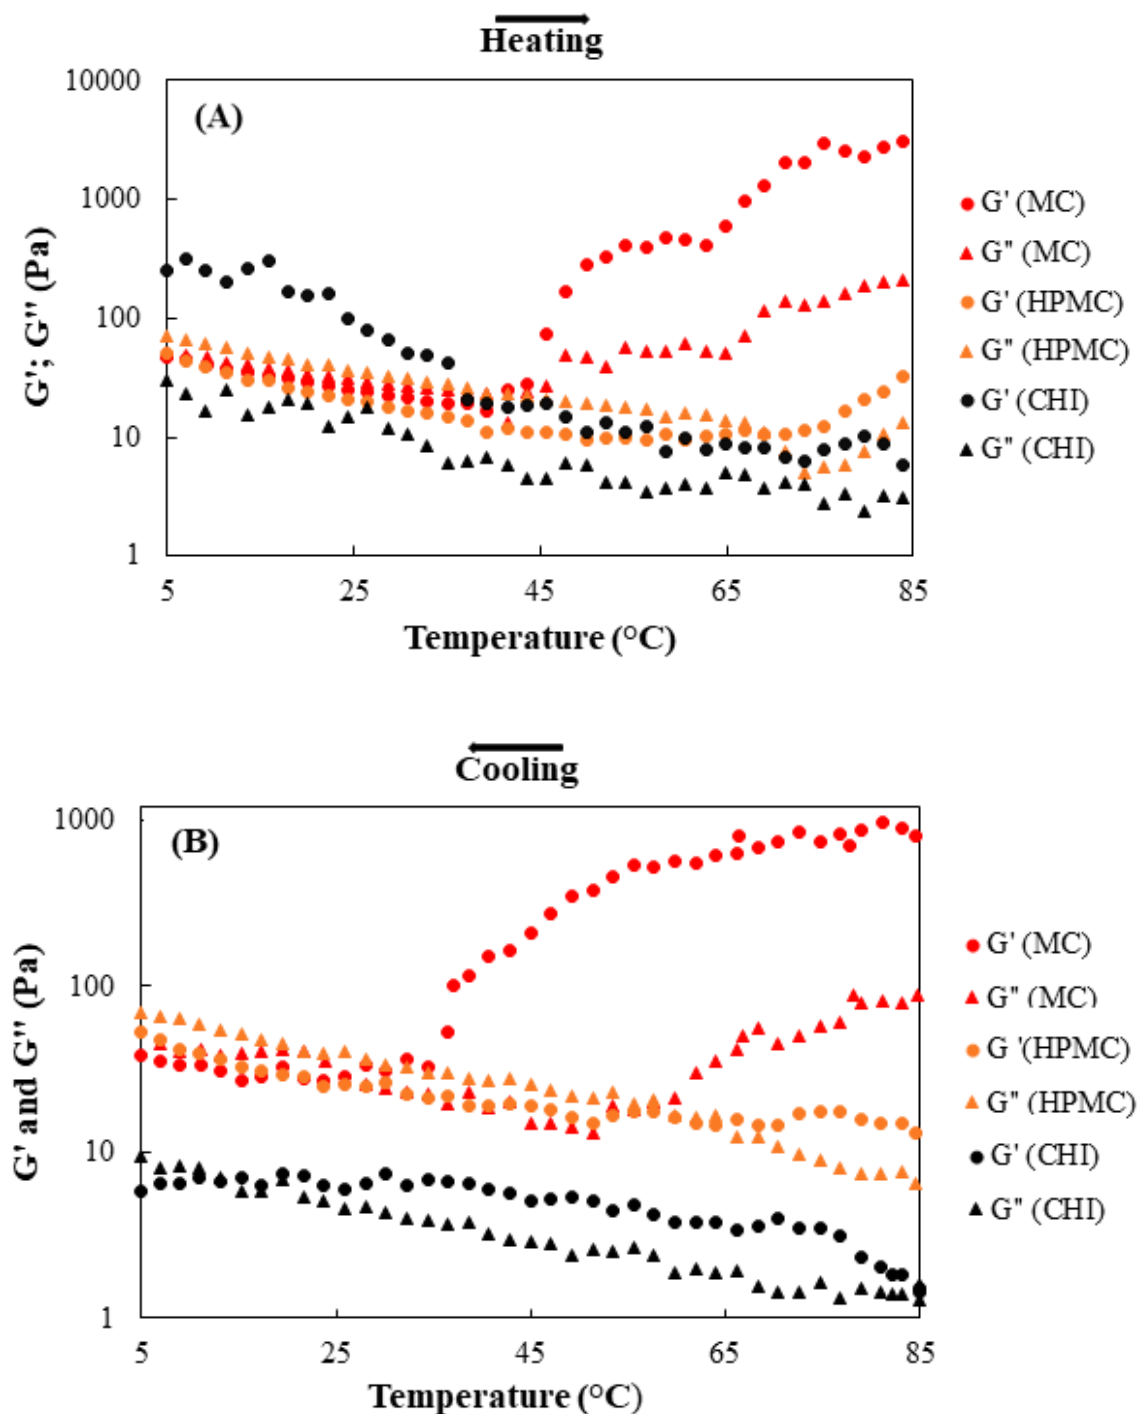 Heating
(A)
10000
1000
100
10
1
G'; G'' (Pa)
5
25
45
65
85
Temperature (°C)
G' (MC)
G'' (MC)
G' (HPMC)
G'' (HPMC)
G' (CHI)
G'' (CHI)
Cooling
(B)
1000
100
10
1
G' and G'' (Pa)
5
25
45
65
85
Temperature (°C)
G' (MC)
G'' (MC)
G '(HPMC)
G'' (HPMC)
G' (CHI)
G'' (CHI)